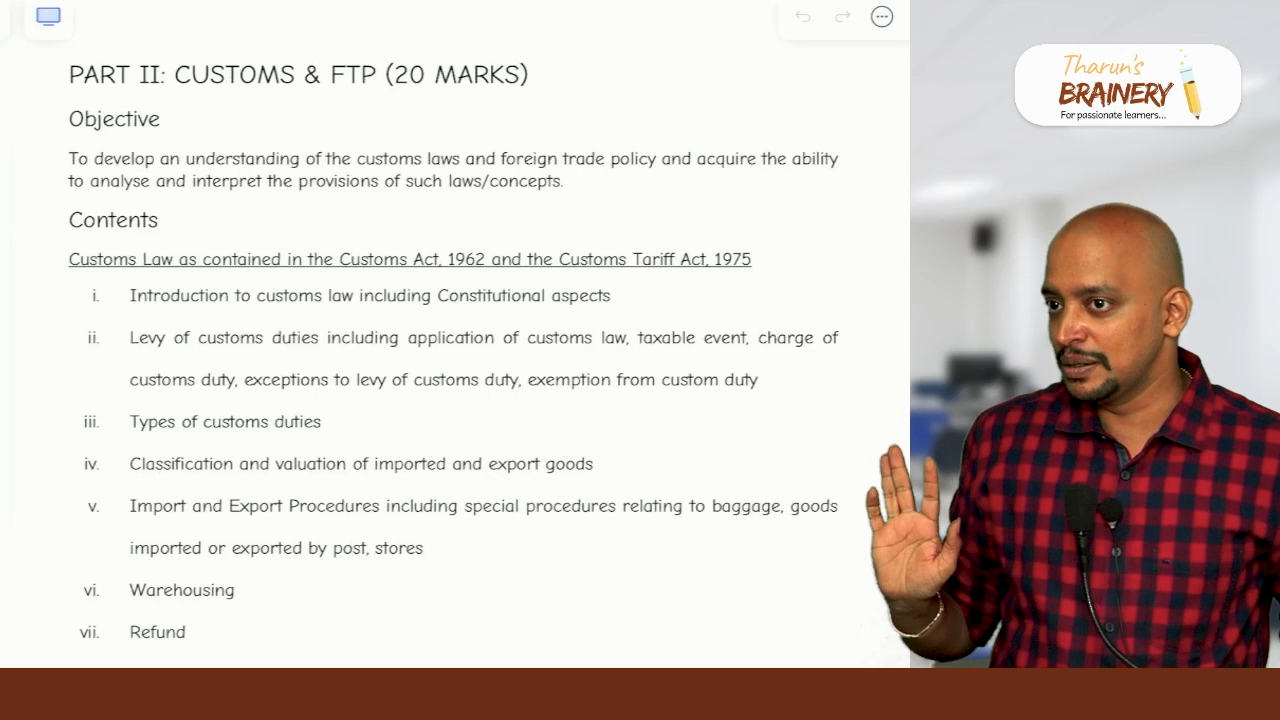 PART II: CUSTOMS & FTP (20 MARKS)
Objective
To develop an understanding of the customs laws and foreign trade policy and acquire the ability
to analyse and interpret the provisions of such laws/concepts.
Contents
Customs Law as contained in the Customs Act, 1962 and the Customs Tariff Act, 1975
i. Introduction to customs law including Constitutional aspects
ii. Levy of customs duties including application of customs law, taxable event, charge of
customs duty, exceptions to levy of customs duty, exemption from custom duty
iii. Types of customs duties
iv. Classification and valuation of imported and export goods
v. Import and Export Procedures including special procedures relating to baggage, goods
imported or exported by post, stores
vi. Warehousing
vii. Refund
Tharun's
BRAINERY
For passionate learners...